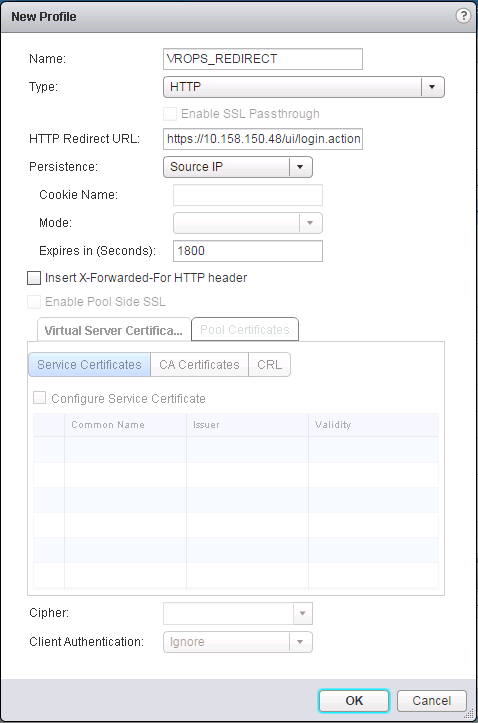 New Profile
?
Name: VROPS_REDIRECT
Type: HTTP
Enable SSL Passthrough
HTTP Redirect URL: https://10.158.150.48/ui/login.action
Persistence: Source IP
Cookie Name:
Mode:
Expires in (Seconds): 1800
Insert X-Forwarded-For HTTP header
Enable Pool Side SSL
Virtual Server Certifica... Pool Certificates
Service Certificates CA Certificates CRL
Configure Service Certificate
Common Name Issuer Validity
Cipher:
Client Authentication: Ignore
OK Cancel